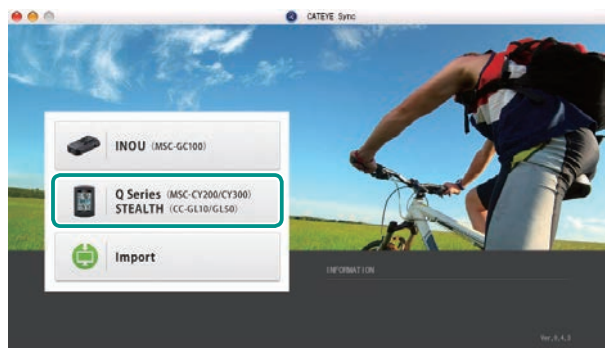 CATEYE Sync
INOU (MSC-GC100)
Q Series (MSC-CY200/CY300)
STEALTH (CC-GL10/GL50)
Import
INFORMATION